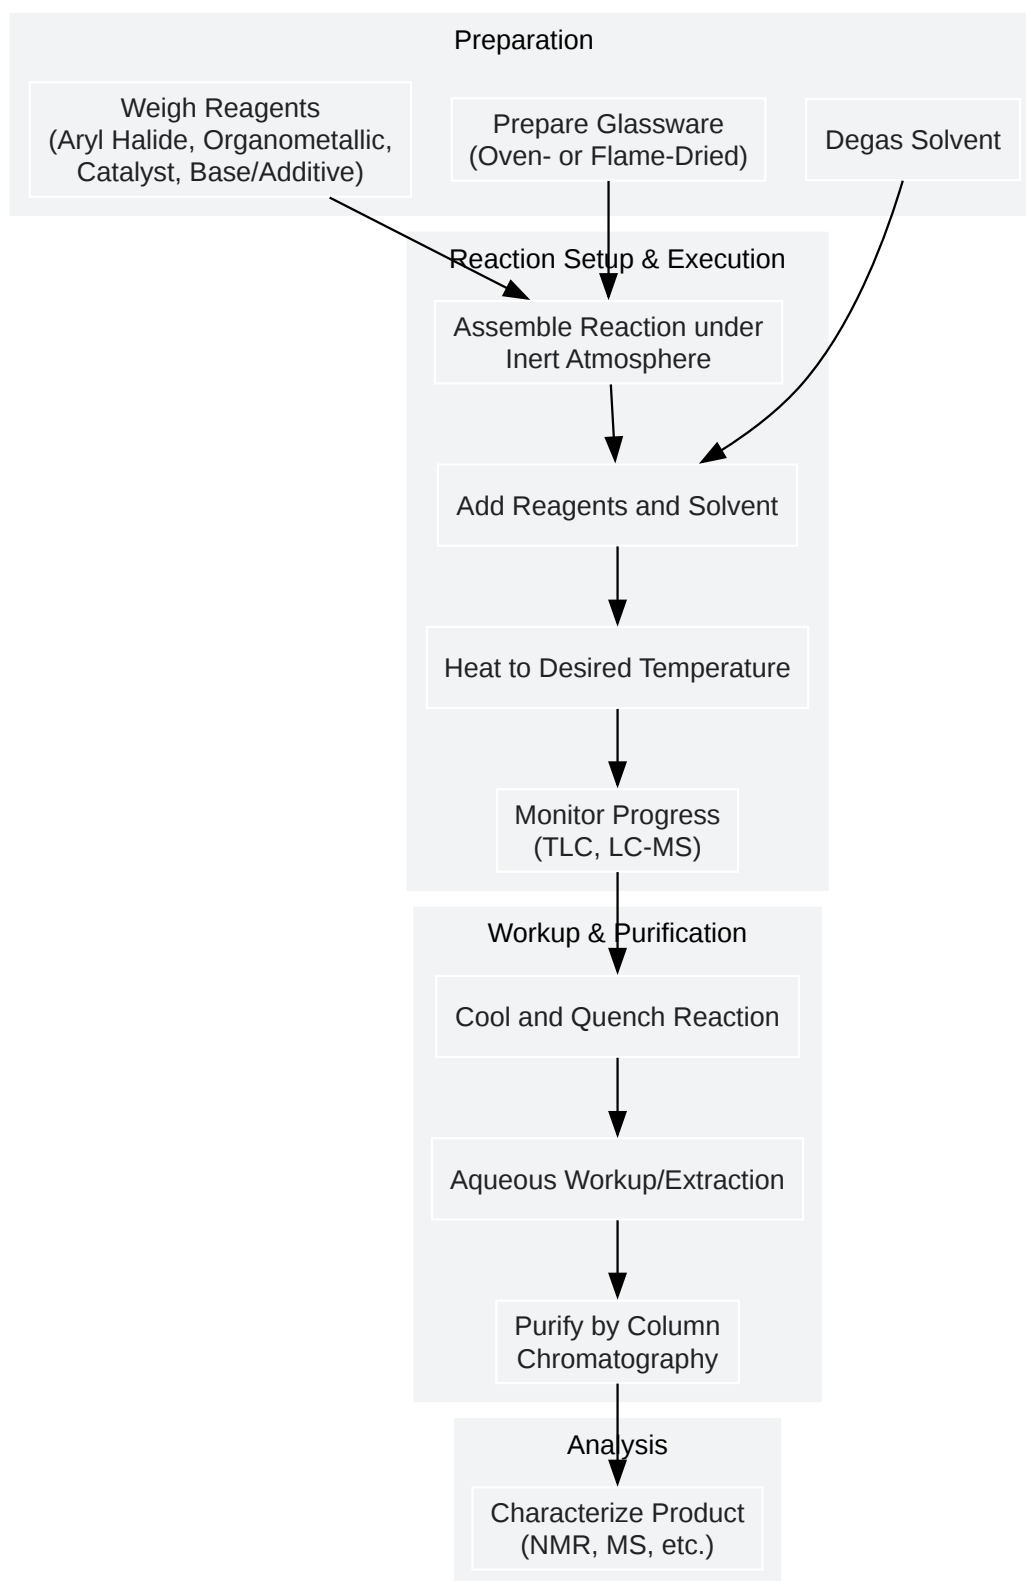 Preparation
Weigh Reagents
(Aryl Halide, Organometallic,
Catalyst, Base/Additive)
Prepare Glassware
(Oven- or Flame-Dried)
Degas Solvent
Reaction Setup & Execution
Assemble Reaction under
Inert Atmosphere
Add Reagents and Solvent
Heat to Desired Temperature
Monitor Progress
(TLC, LC-MS)
Workup & Purification
Cool and Quench Reaction
Aqueous Workup/Extraction
Purify by Column
Chromatography
Analysis
Characterize Product
(NMR, MS, etc.)